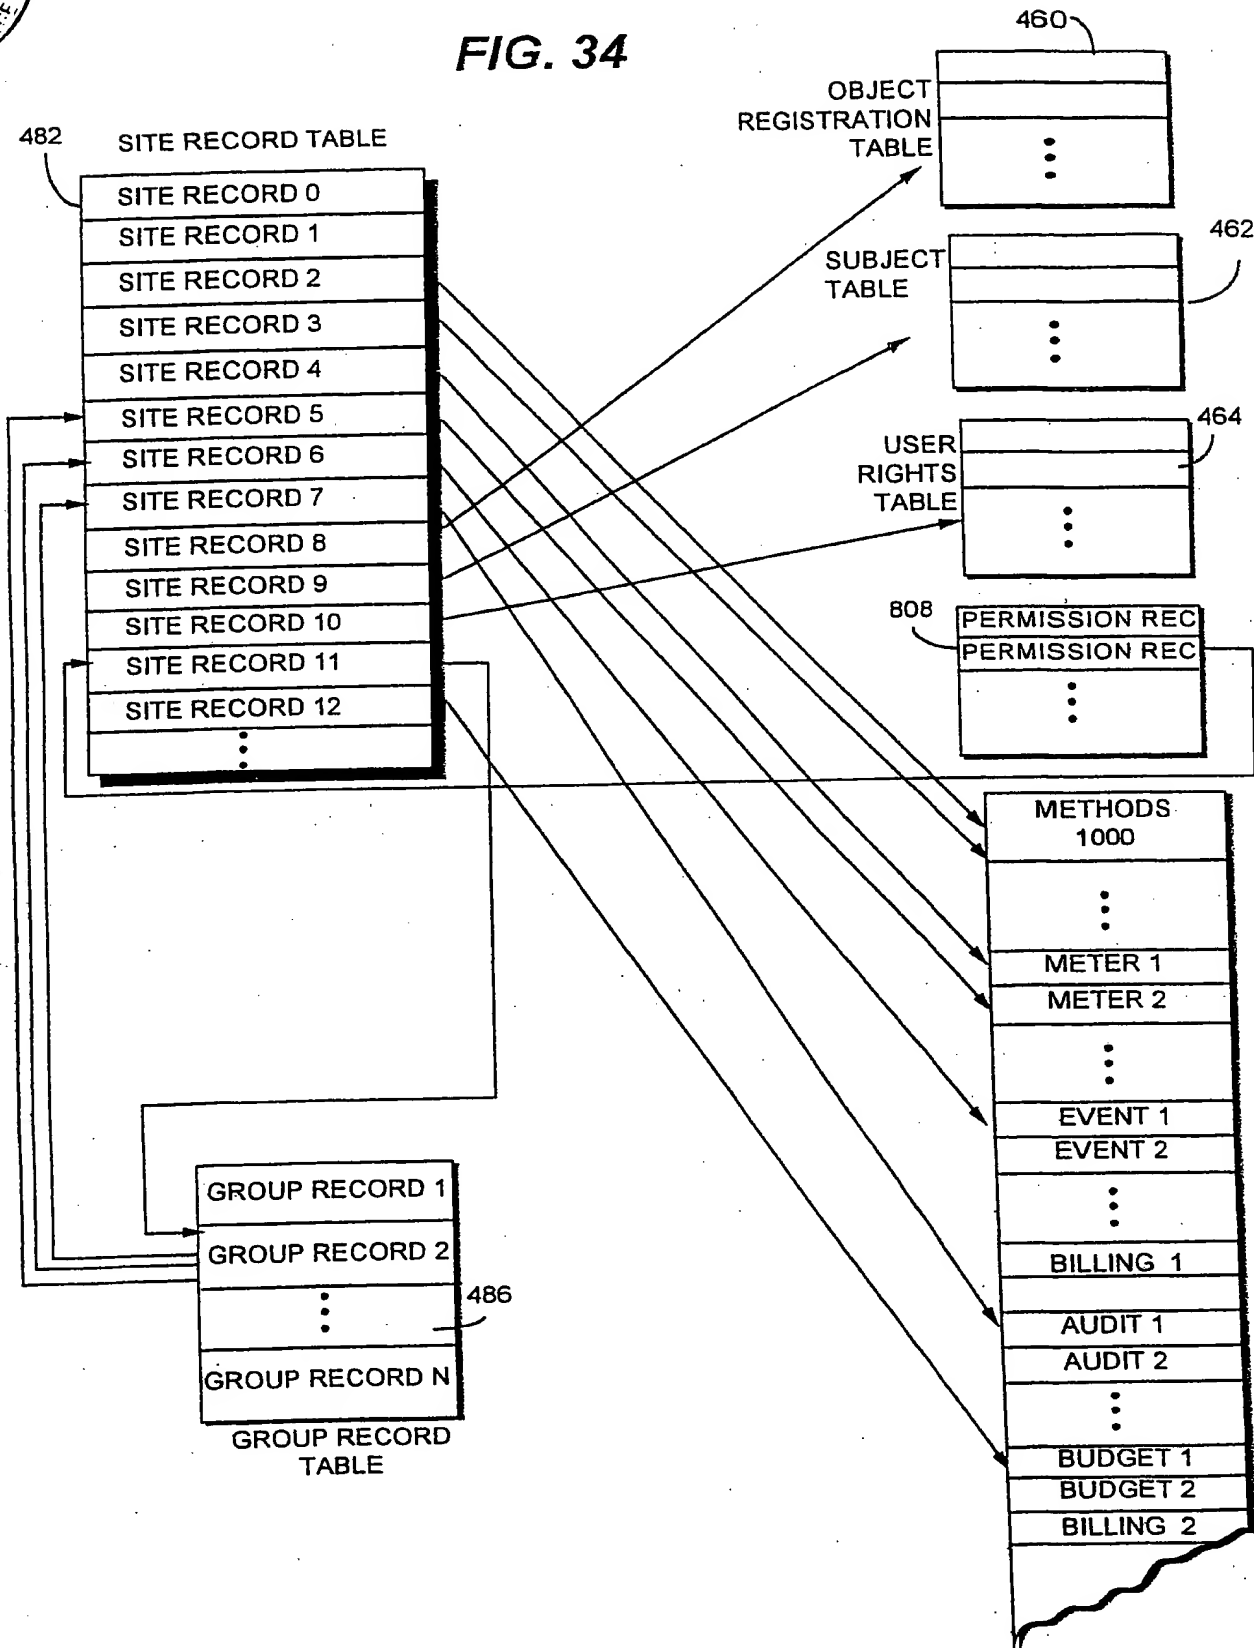 FIG. 34
460
OBJECT
REGISTRATION
TABLE
482
SITE RECORD TABLE
SITE RECORD 0
SITE RECORD 1
SITE RECORD 2
SITE RECORD 3
SITE RECORD 4
SITE RECORD 5
SITE RECORD 6
SITE RECORD 7
SITE RECORD 8
SITE RECORD 9
SITE RECORD 10
SITE RECORD 11
SITE RECORD 12
462
SUBJECT
TABLE
464
USER
RIGHTS
TABLE
808
PERMISSION REC
PERMISSION REC
METHODS
1000
METER 1
METER 2
EVENT 1
EVENT 2
BILLING 1
AUDIT 1
AUDIT 2
BUDGET 1
BUDGET 2
BILLING 2
GROUP RECORD 1
GROUP RECORD 2
486
GROUP RECORD N
GROUP RECORD
TABLE